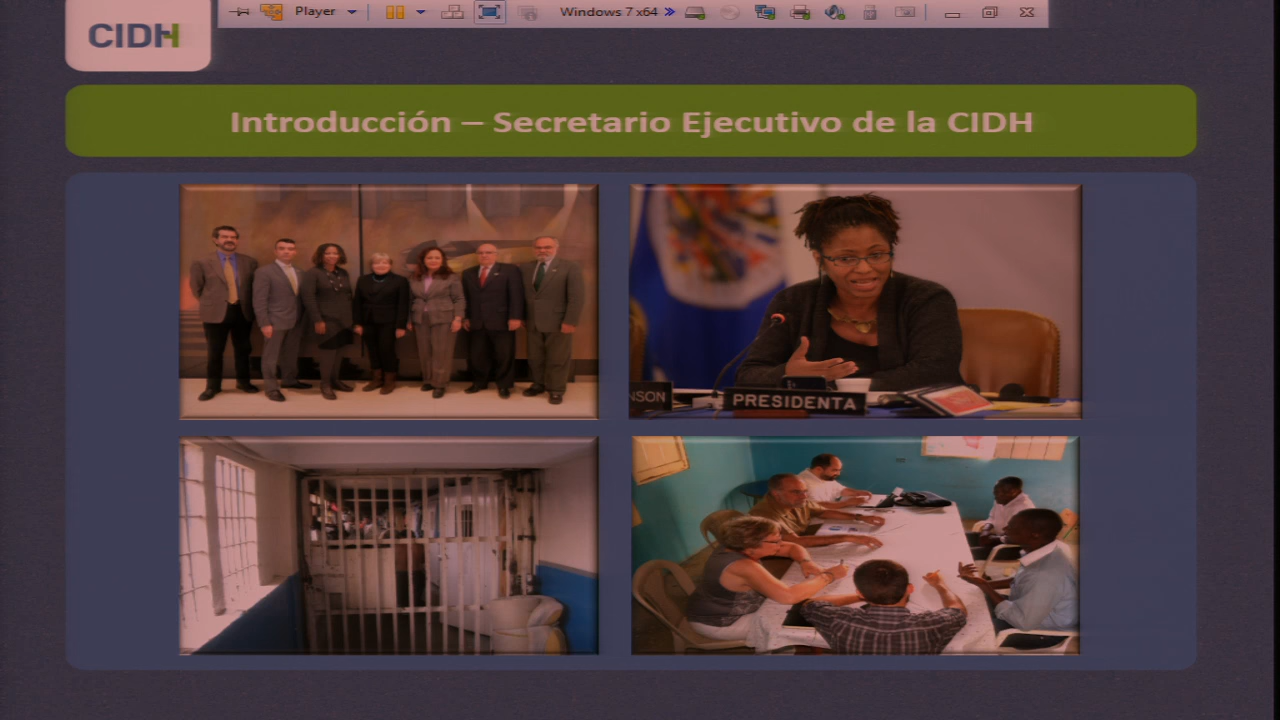 Player
Windows 7 x64
CIDH
Introducción – Secretario Ejecutivo de la CIDH
NSON
PRESIDENTA